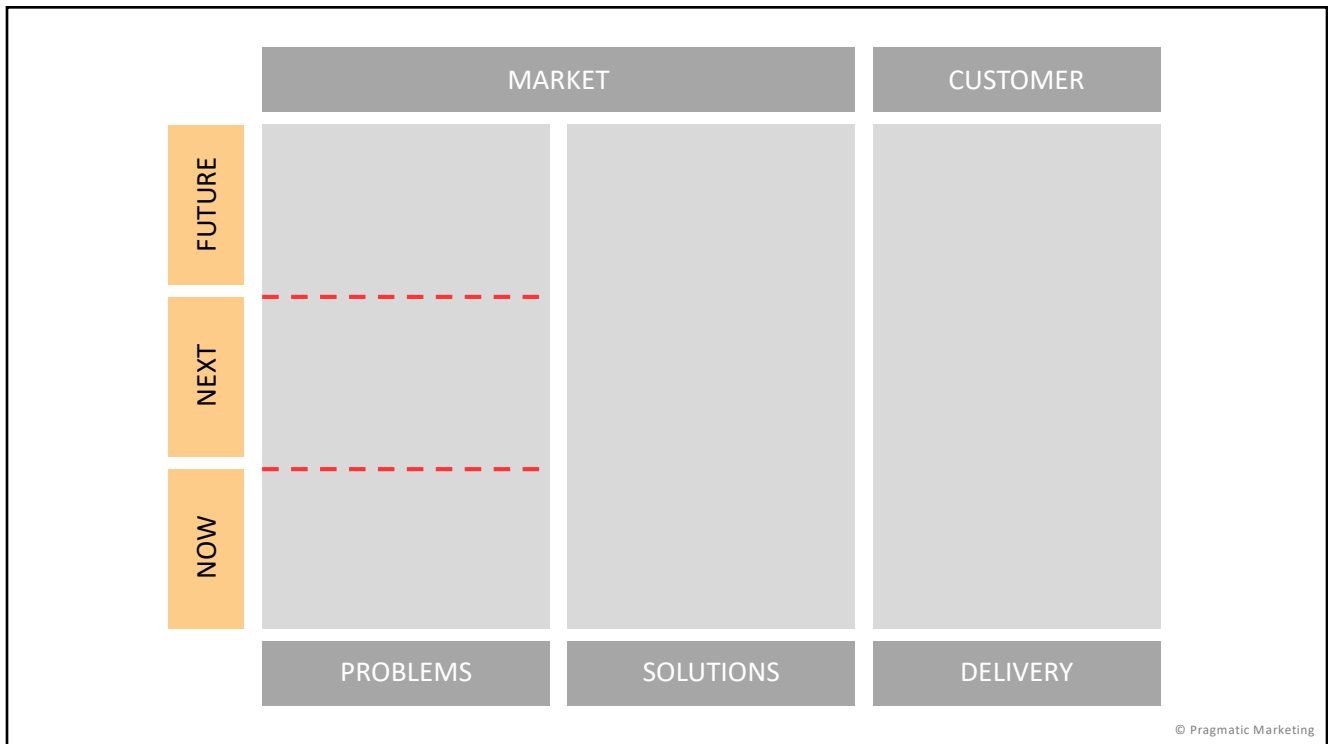 MARKET
CUSTOMER
FUTURE
NEXT
NOW
PROBLEMS
SOLUTIONS
DELIVERY
© Pragmatic Marketing